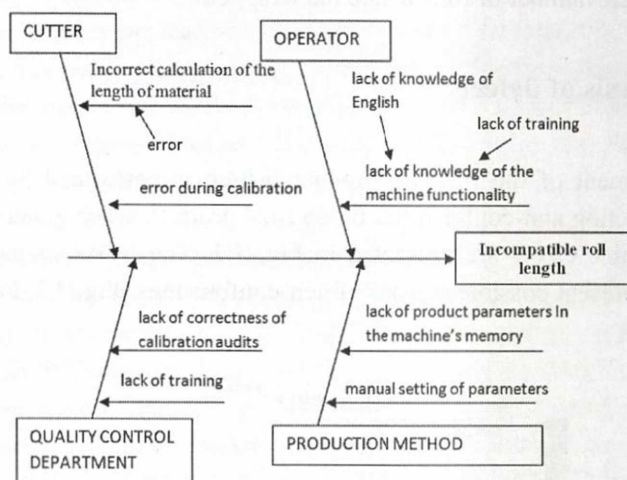 CUTTER
OPERATOR
Incorrect calculation of the
length of material
error
error during calibration
lack of knowledge of
English
lack of training
lack of knowledge of the
machine functionality
Incompatible roll
length
lack of correctness of
calibration audits
lack of training
lack of product parameters in
the machine's memory
manual setting of parameters
QUALITY CONTROL
DEPARTMENT
PRODUCTION METHOD